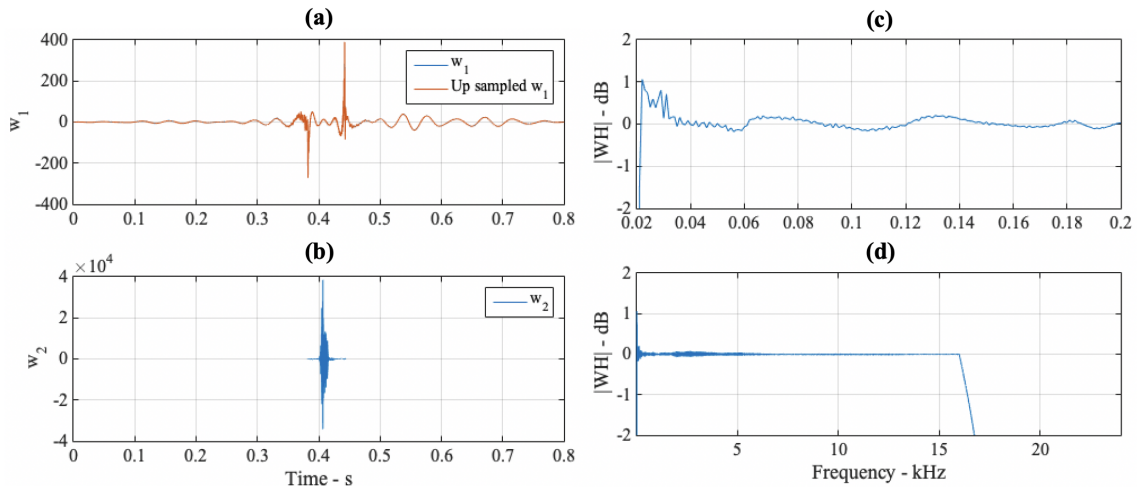 (a)
400
200
0
-200
-400
w1
w1
Up sampled w1
0 0.1 0.2 0.3 0.4 0.5 0.6 0.7 0.8
(b)
×10^4
4
2
0
-2
-4
w2
w2
0 0.1 0.2 0.3 0.4 0.5 0.6 0.7 0.8
Time - s
(c)
2
1
0
-1
-2
|WH| - dB
0.02 0.04 0.06 0.08 0.1 0.12 0.14 0.16 0.18 0.2
(d)
2
1
0
-1
-2
|WH| - dB
5 10 15 20
Frequency - kHz